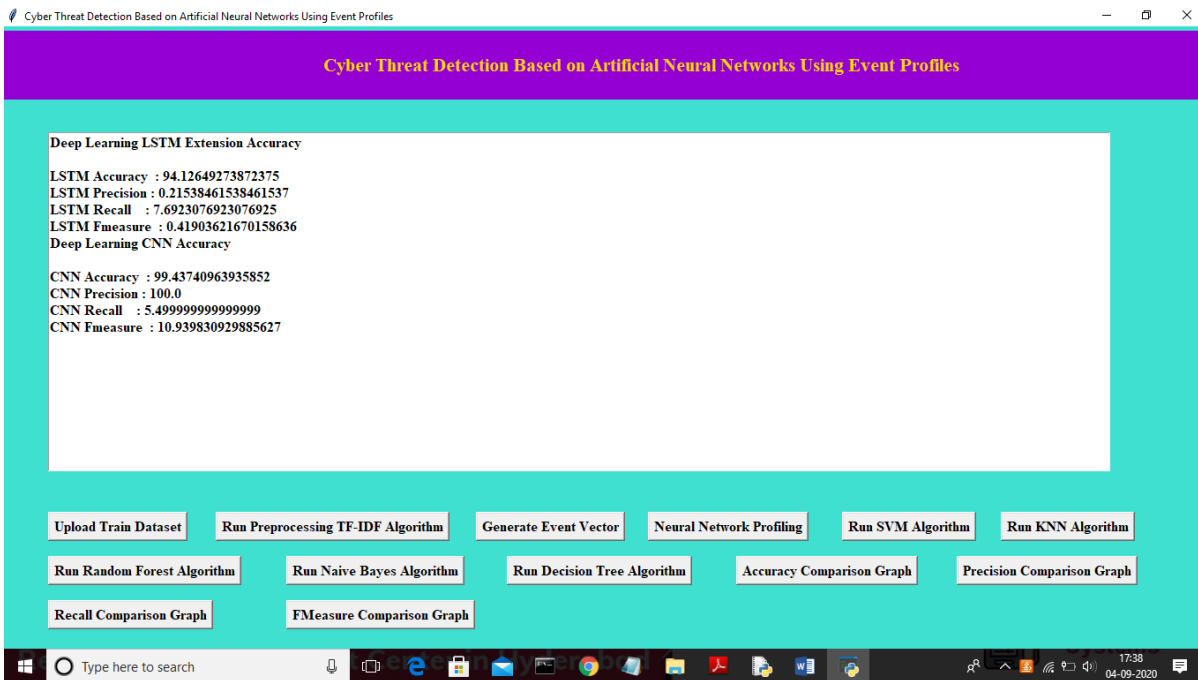 Cyber Threat Detection Based on Artificial Neural Networks Using Event Profiles
Cyber Threat Detection Based on Artificial Neural Networks Using Event Profiles
Deep Learning LSTM Extension Accuracy
LSTM Accuracy : 94.12649273872375
LSTM Precision : 0.21538461538461537
LSTM Recall : 7.6923076923076925
LSTM Fmeasure : 0.41903621670158636
Deep Learning CNN Accuracy
CNN Accuracy : 99.43740963935852
CNN Precision : 100.0
CNN Recall : 5.499999999999999
CNN Fmeasure : 10.939830929885627
Upload Train Dataset Run Preprocessing TF-IDF Algorithm Generate Event Vector Neural Network Profiling Run SVM Algorithm Run KNN Algorithm
Run Random Forest Algorithm Run Naive Bayes Algorithm Run Decision Tree Algorithm Accuracy Comparison Graph Precision Comparison Graph
Recall Comparison Graph FMeasure Comparison Graph
Type here to search
17:38
04-09-2020